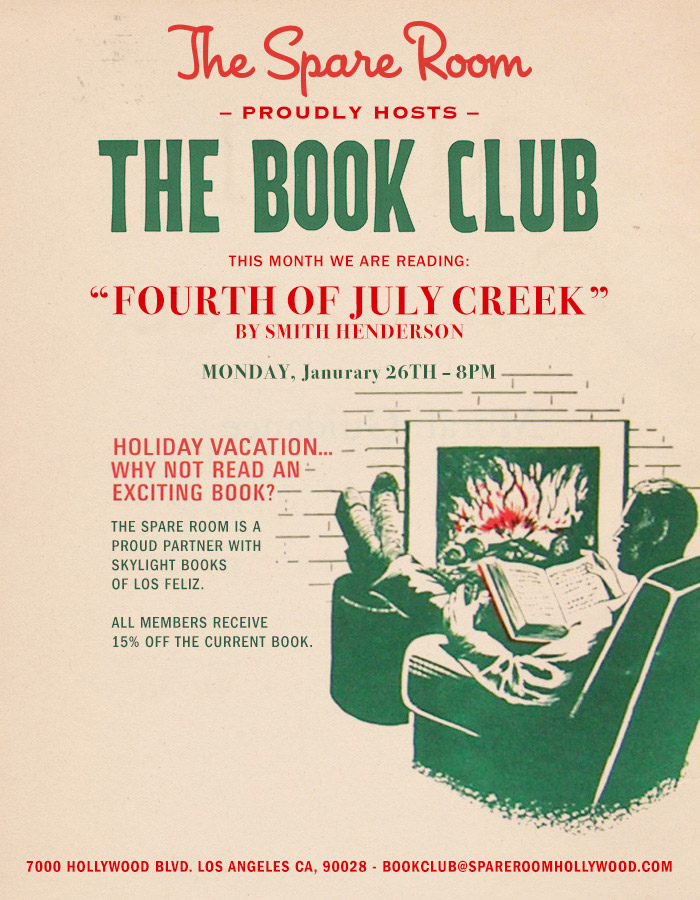 The Spare Room
– PROUDLY HOSTS –
THE BOOK CLUB
THIS MONTH WE ARE READING:
“FOURTH OF JULY CREEK”
BY SMITH HENDERSON
MONDAY, Janurary 26TH – 8PM
HOLIDAY VACATION...
WHY NOT READ AN
EXCITING BOOK?
THE SPARE ROOM IS A
PROUD PARTNER WITH
SKYLIGHT BOOKS
OF LOS FELIZ.
ALL MEMBERS RECEIVE
15% OFF THE CURRENT BOOK.
7000 HOLLYWOOD BLVD. LOS ANGELES CA, 90028 - BOOKCLUB@SPAREROOMHOLLYWOOD.COM